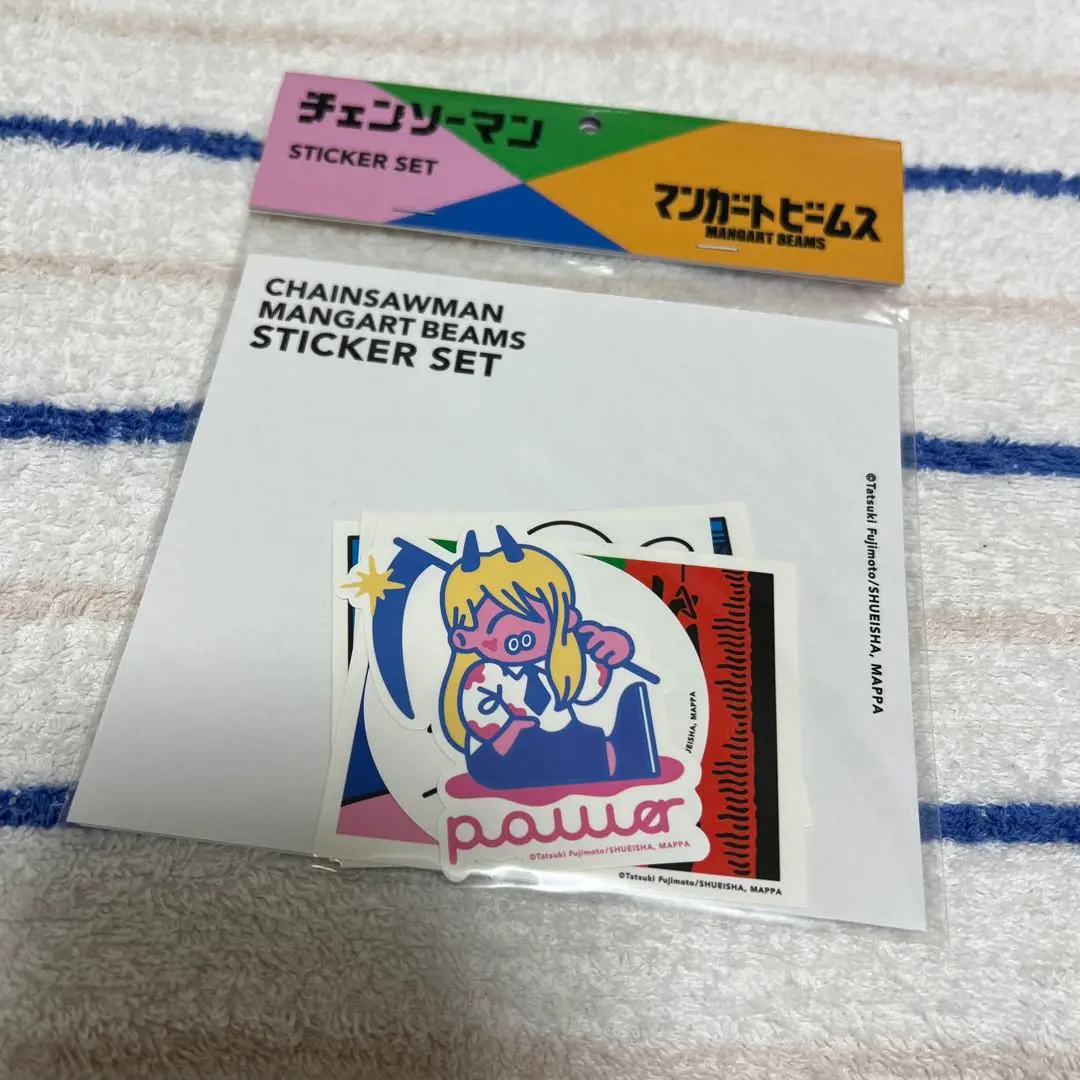 チェンソーマン
STICKER SET
マンガート ビームス
MANGART BEAMS
CHAINSAWMAN
MANGART BEAMS
STICKER SET
©Tatsuki Fujimoto/SHUEISHA, MAPPA
UEISHA, MAPPA
power
©Tatsuki Fujimoto/SHUEISHA, MAPPA
©Tatsuki Fujimoto/SHUEISHA, MAPPA